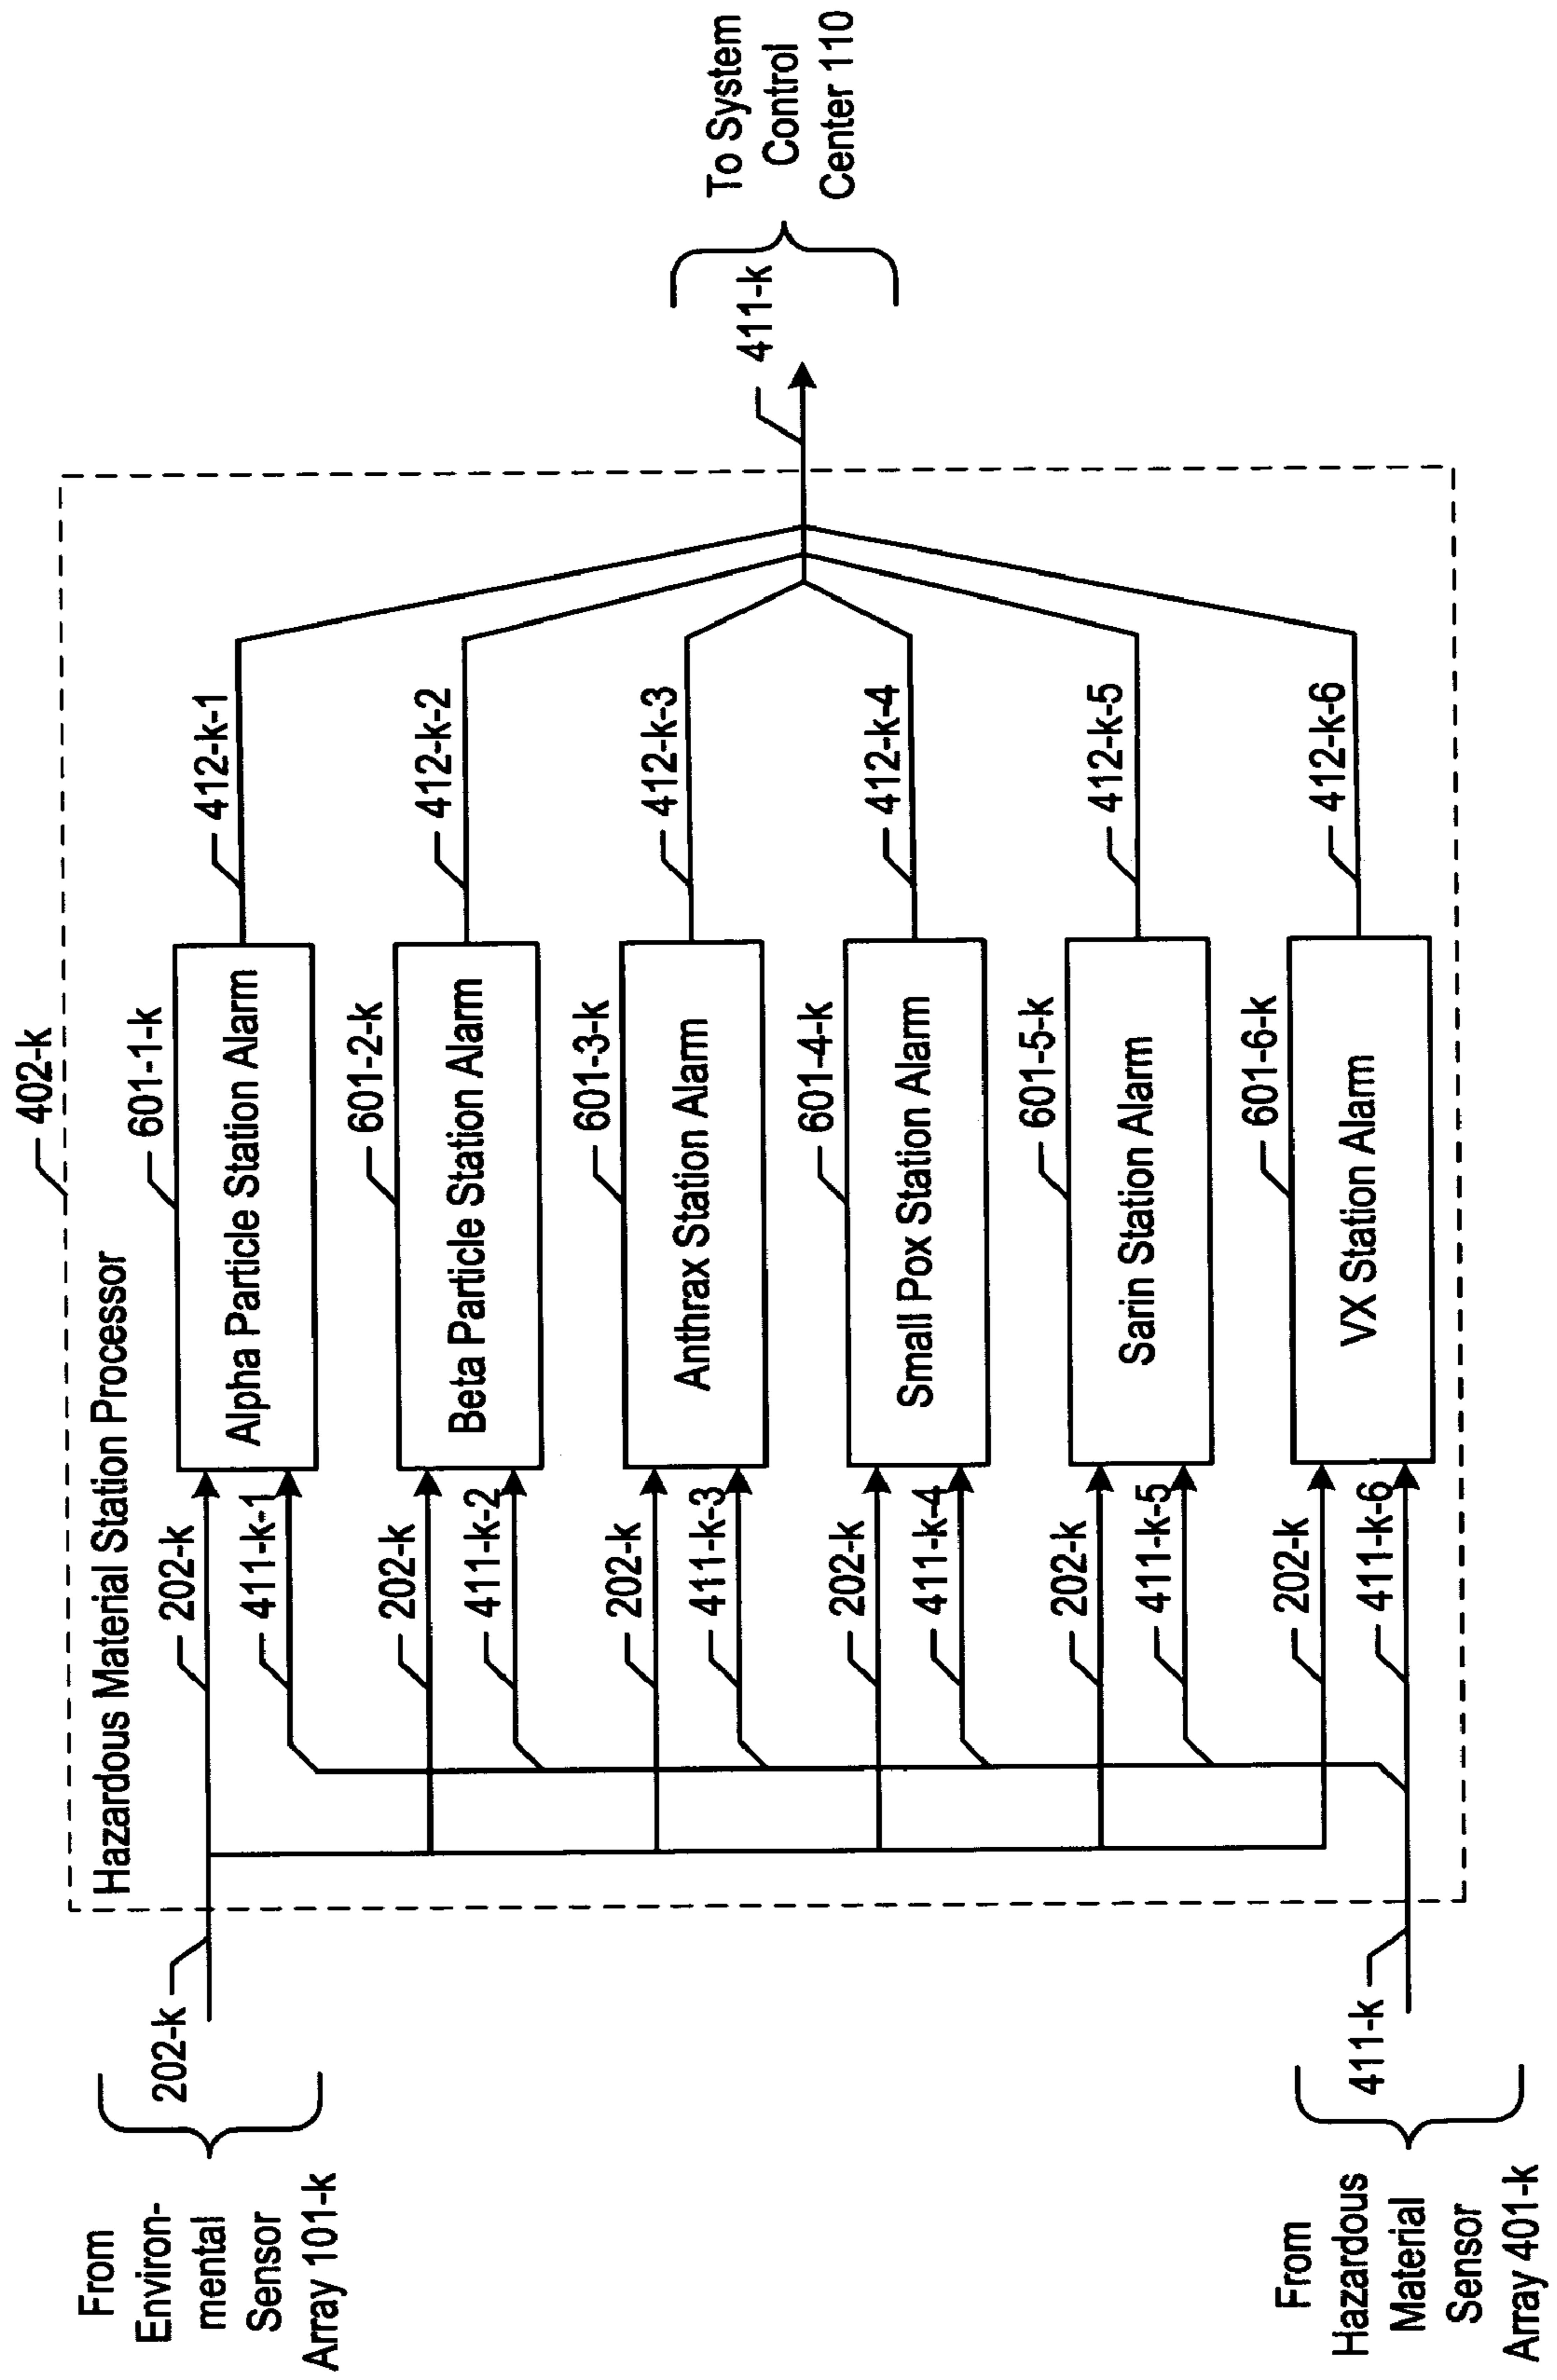 402-k
Hazardous Material Station Processor
From
Environ-
mental
Sensor
Array 101-k
202-k
From
Hazardous
Material
Sensor
Array 401-k
411-k
202-k
411-k-1
601-1-k
Alpha Particle Station Alarm
412-k-1
202-k
411-k-2
601-2-k
Beta Particle Station Alarm
412-k-2
202-k
411-k-3
601-3-k
Anthrax Station Alarm
412-k-3
202-k
411-k-4
601-4-k
Small Pox Station Alarm
412-k-4
202-k
411-k-5
601-5-k
Sarin Station Alarm
412-k-5
202-k
411-k-6
601-6-k
VX Station Alarm
412-k-6
411-k
To System
Control
Center 110